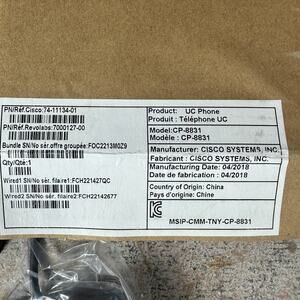 PN/Réf.Cisco:74-11134-01
PN/Réf.Revolabs:7000127-00
Bundle SN/No sér.offre groupée:FOC2213M0Z9
Qty/Qté:1
Wired1 SN/No sér. filaire1:FCH221427QC
Wired2 SN/No sér. filaire2:FCH22142677
Product: UC Phone
Produit : Téléphone UC
Model:CP-8831
Modèle : CP-8831
Manufacturer: CISCO SYSTEMS, INC.
Fabricant : CISCO SYSTEMS, INC.
Manufacturing Date: 04/2018
Date de fabrication : 04/2018
Country of Origin: China
Pays d'origine: Chine
MSIP-CMM-TNY-CP-8831